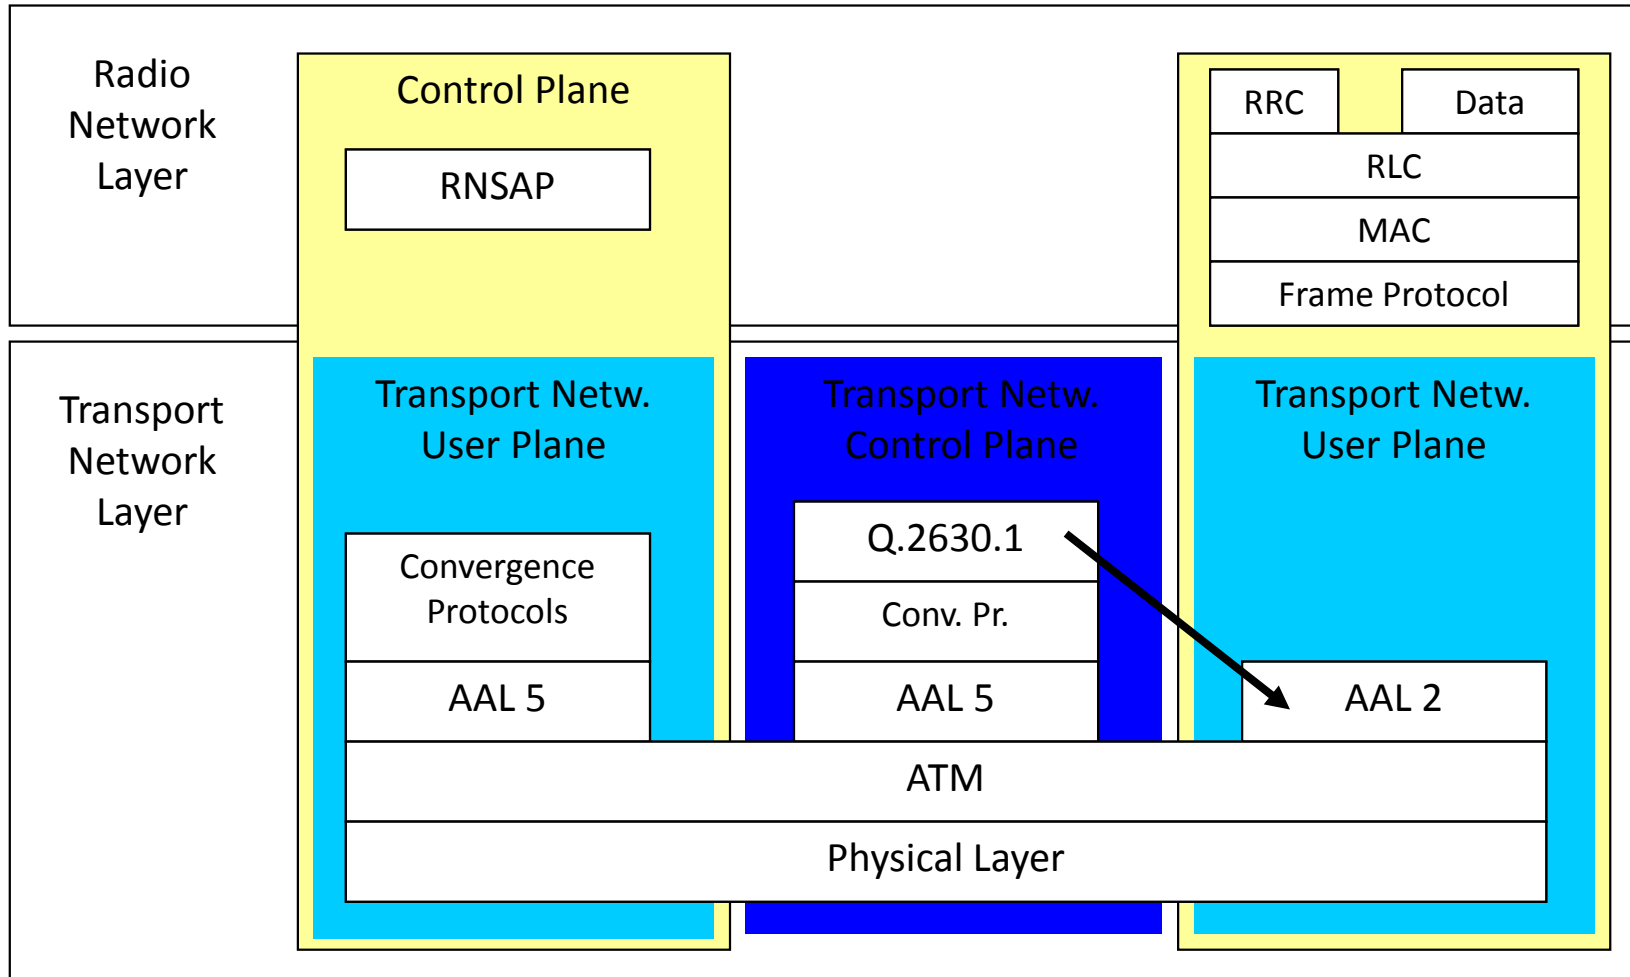 Radio
Network
Layer
Control Plane
RNSAP
RRC
Data
RLC
MAC
Frame Protocol
Transport
Network
Layer
Transport Netw.
User Plane
Convergence
Protocols
AAL 5
Transport Netw.
Control Plane
Q.2630.1
Conv. Pr.
AAL 5
Transport Netw.
User Plane
AAL 2
ATM
Physical Layer